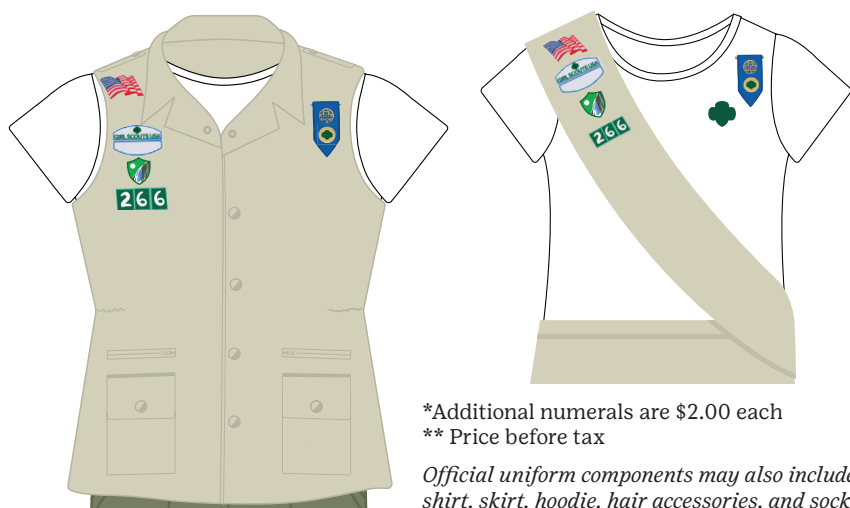 GIRL SCOUTS USA
266
GIRL SCOUTS USA
266
*Additional numerals are $2.00 each
** Price before tax
Official uniform components may also include
shirt, skirt, hoodie, hair accessories, and sock